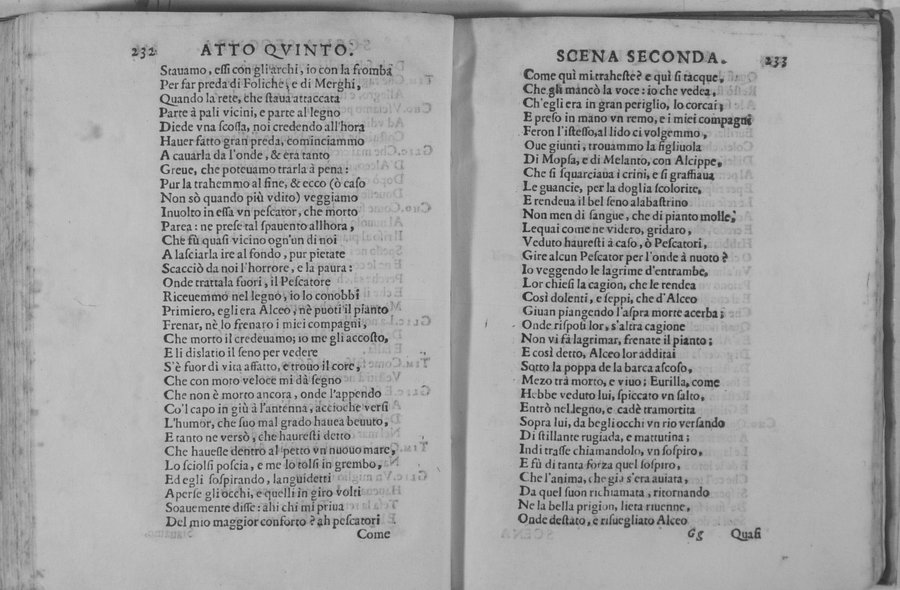 232 ATTO QVINTO.
Stauamo, essi con gli archi, io con la fromba
Per far preda di Foliche, e di Merghi,
Quando la rete, che staua attaccata
Parte à pali vicini, e parte al legno
Diede vna scossa, noi credendo all'hora
Hauer fatto gran preda, cominciammo
A cauarla da l'onde, & era tanto
Greue, che poteuamo trarla à pena:
Pur la trahemmo al fine, & ecco (ò caso
Non sò quando più vdito) veggiamo
Inuolto in essa vn pescator, che morto
Parea: ne prese tal spauento allhora,
Che fù quasi vicino ogn'un di noi
A lasciarla ire al fondo, pur pietate
Scacciò da noi l'horrore, e la paura:
Onde trattala fuori, il Pescatore
Riceuemmo nel legno, io lo conobbi
Primiero, egli era Alceo, nè puoti il pianto
Frenar, nè lo frenaro i miei compagni,
Che morto il credeuamo; io me gli accosto,
E li dislatio il seno per vedere
S'è fuor di vita affatto, e trouo il core,
Che con moto veloce mi dà segno
Che non è morto ancora, onde l'appendo
Co'l capo in giù à l'antenna, accioche versi
L'humor, che suo mal grado hauea beuuto,
E tanto ne versò, che hauresti detto
Che hauesse dentro al petto vn nuouo mare,
Lo sciolsi poscia, e me lo tolsi in grembo,
Ed egli sospirando, languidetti
Aperse gli occhi, e quelli in giro volti
Soauemente disse: ahi chi mi priua
Del mio maggior conforto? ah pescatori
Come
SCENA SECONDA. 233
Come quì mi traheste? e quì si tacque,
Che gli mancò la voce: io che vedea,
Ch'egli era in gran periglio, lo corcai;
E preso in mano vn remo, e i miei compagni
Feron l'istesso, al lido ci volgemmo,
Oue giunti, trouammo la figliuola
Di Mopsa, e di Melanto, con Alcippe,
Che si squarciaua i crini, e si graffiaua
Le guancie, per la doglia scolorite,
E rendeua il bel seno alabastrino
Non men di sangue, che di pianto molle;
Lequai come ne vider, gridaro,
Veduto hauresti à caso, ò Pescatori,
Gire alcun Pescator per l'onde à nuoto?
Io veggendo le lagrime d'entrambe,
Lor chiesi la cagion, che le rendea
Così dolenti, e seppi, che d'Alceo
Giuan piangendo l'aspra morte acerba;
Onde risposi lor, s'altra cagione
Non vi fà lagrimar, frenate il pianto;
E così detto, Alceo lor additai
Sotto la poppa de la barca ascoso,
Mezo trà morto, e viuo; Eurilla, come
Hebbe veduto lui, spiccato vn salto,
Entrò nel legno, e cadè tramortita
Sopra lui, da begli occhi vn rio versando
Di stillante rugiada, e matturina;
Indi trasse chiamandolo, vn sospiro,
E fù di tanta forza quel sospiro,
Che l'anima, che già s'era auiata,
Da quel suon richiamata, ritornando
Ne la bella prigion, lieta riuenne,
Onde destato, e risuegliato Alceo
Gg Quasi